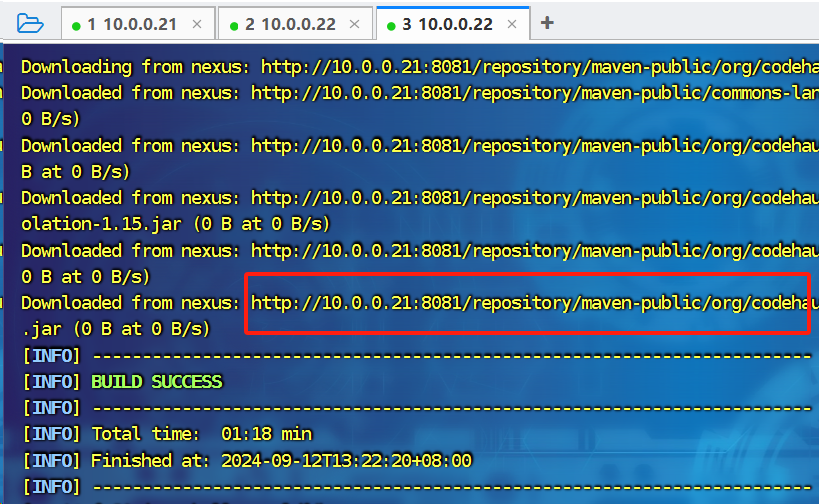 1 10.0.0.21 × 2 10.0.0.22 × 3 10.0.0.22 × +
Downloading from nexus: http://10.0.0.21:8081/repository/maven-public/org/codeha
Downloaded from nexus: http://10.0.0.21:8081/repository/maven-public/commons-lan
0 B/s)
Downloaded from nexus: http://10.0.0.21:8081/repository/maven-public/org/codehau
B at 0 B/s)
Downloaded from nexus: http://10.0.0.21:8081/repository/maven-public/org/codehau
olation-1.15.jar (0 B at 0 B/s)
Downloaded from nexus: http://10.0.0.21:8081/repository/maven-public/org/codehau
0 B at 0 B/s)
Downloaded from nexus: http://10.0.0.21:8081/repository/maven-public/org/codehau
.jar (0 B at 0 B/s)
[INFO] ------------------------------------------------------------------------
[INFO] BUILD SUCCESS
[INFO] ------------------------------------------------------------------------
[INFO] Total time:  01:18 min
[INFO] Finished at: 2024-09-12T13:22:20+08:00
[INFO] ------------------------------------------------------------------------